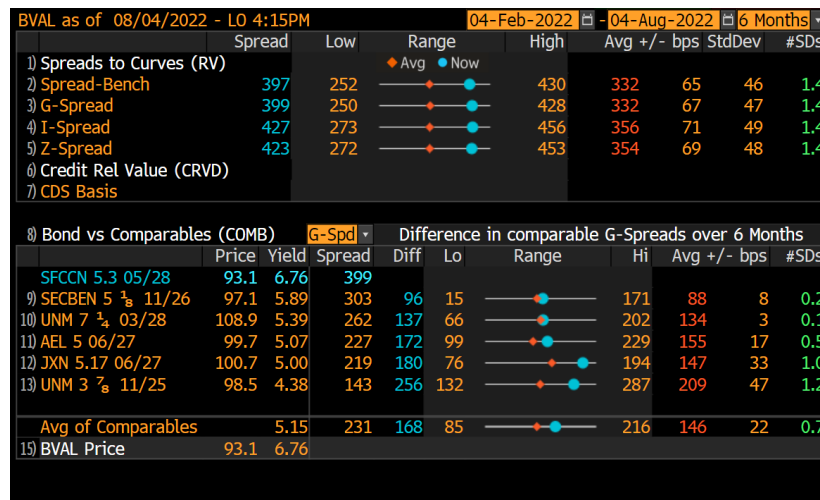 BVAL as of 08/04/2022 - LO 4:15PM 04-Feb-2022 - 04-Aug-2022 6 Months
Spread Low Range High Avg +/- bps StdDev #SDs
1) Spreads to Curves (RV) Avg Now
2) Spread-Bench 397 252 430 332 65 46 1.4
3) G-Spread 399 250 428 332 67 47 1.4
4) I-Spread 427 273 456 356 71 49 1.4
5) Z-Spread 423 272 453 354 69 48 1.4
6) Credit Rel Value (CRVD)
7) CDS Basis
8) Bond vs Comparables (COMB) G-Spd Difference in comparable G-Spreads over 6 Months
Price Yield Spread Diff Lo Range Hi Avg +/- bps #SDs
SFCCN 5.3 05/28 93.1 6.76 399
9) SECBEN 5 ⅛ 11/26 97.1 5.89 303 96 15 171 88 8 0.2
10) UNM 7 ¼ 03/28 108.9 5.39 262 137 66 202 134 3 0.1
11) AEL 5 06/27 99.7 5.07 227 172 99 229 155 17 0.5
12) JXN 5.17 06/27 100.7 5.00 219 180 76 194 147 33 1.0
13) UNM 3 ⅞ 11/25 98.5 4.38 143 256 132 287 209 47 1.2
Avg of Comparables 5.15 231 168 85 216 146 22 0.7
15) BVAL Price 93.1 6.76